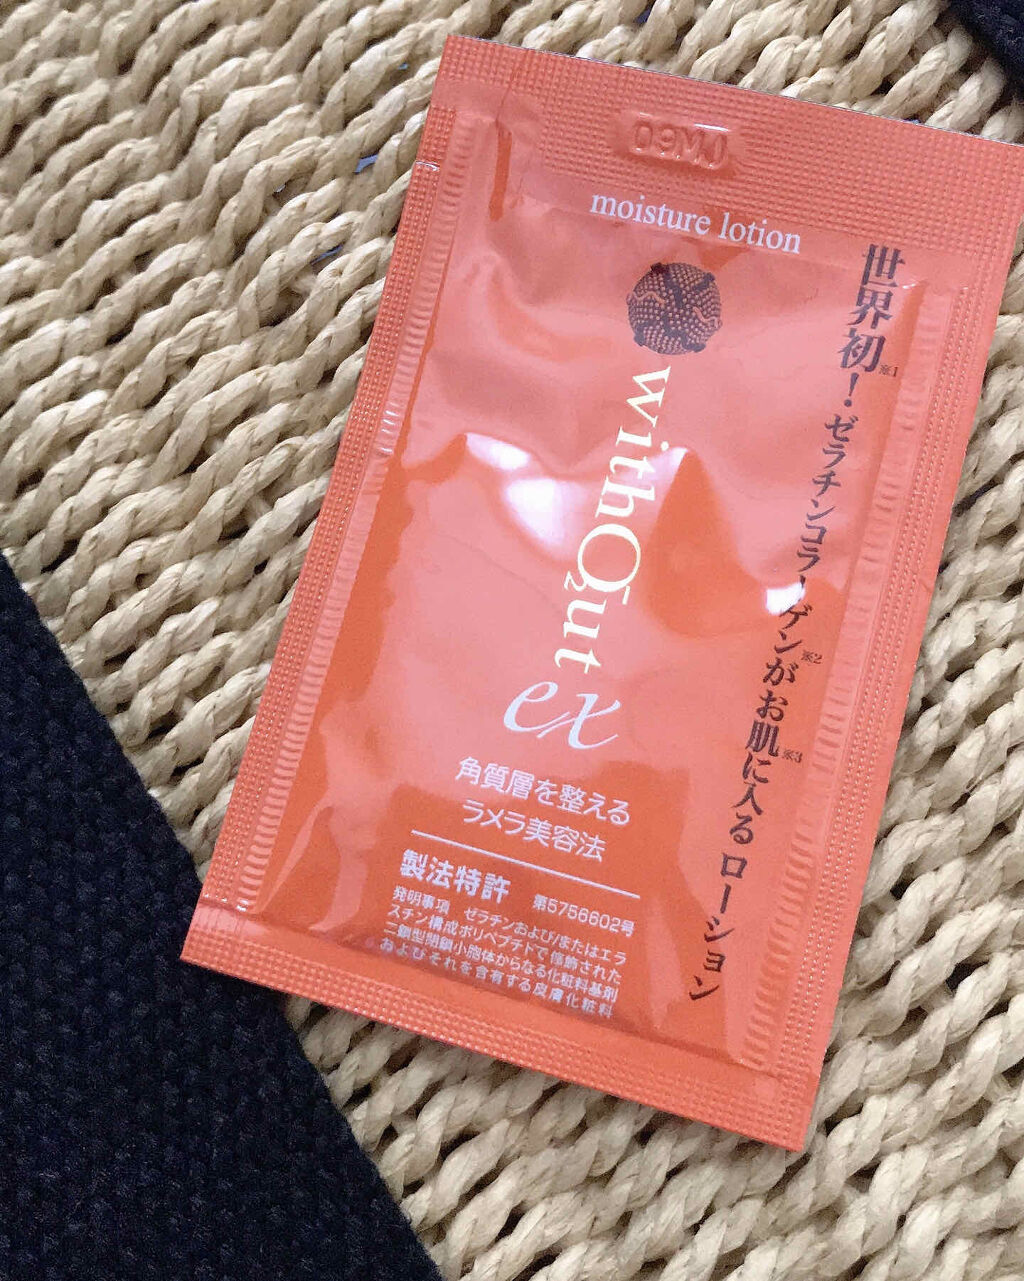 moisture lotion
世界初！ゼラチンコラーゲンがお肌に入る ローション
※1
※2
※3
withQut
ex
角質層を整える
ラメラ美容法
製法特許 第5756602号
発明事項 ゼラチンおよび/またはエラ
スチン構成ポリペプチドで修飾された
二鎖型閉鎖小胞体からなる化粧料基剤
およびそれを含有する皮膚化粧料